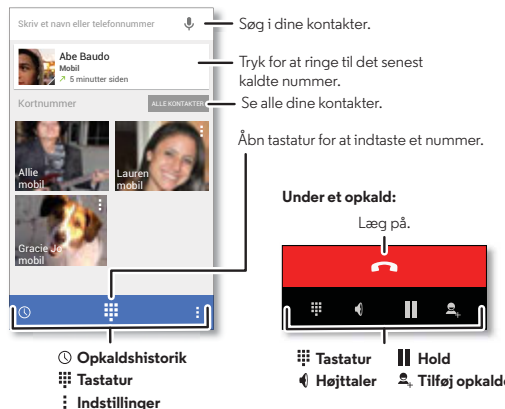 Skriv et navn eller telefonnummer
Søg i dine kontakter.
Abe Baudo
Mobil
5 minutter siden
Tryk for at ringe til det senest
kaldte nummer.
Kortnummer
ALLE KONTAKTER
Se alle dine kontakter.
Åbn tastatur for at indtaste et nummer.
Allie
mobil
Lauren
mobil
Gracie Jo
mobil
Opkaldshistorik
Tastatur
Indstillinger
Under et opkald:
Læg på.
Tastatur
Hold
Højttaler
Tilføj opkald